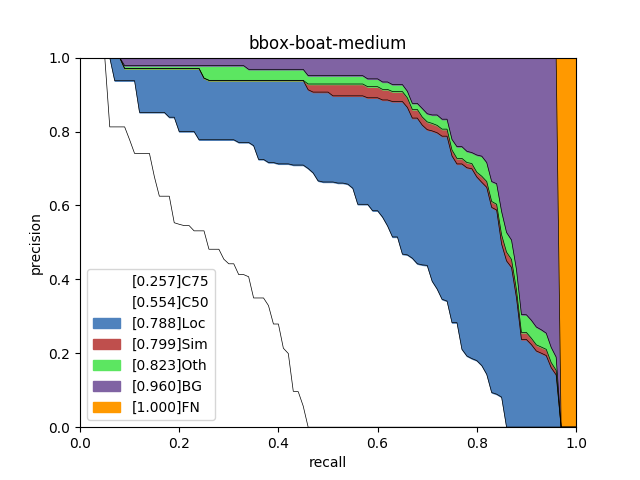 bbox-boat-medium
1.0
0.8
0.6
0.4
0.2
0.0
precision
[0.257]C75
[0.554]C50
[0.788]Loc
[0.799]Sim
[0.823]Oth
[0.960]BG
[1.000]FN
0.0 0.2 0.4 0.6 0.8 1.0
recall